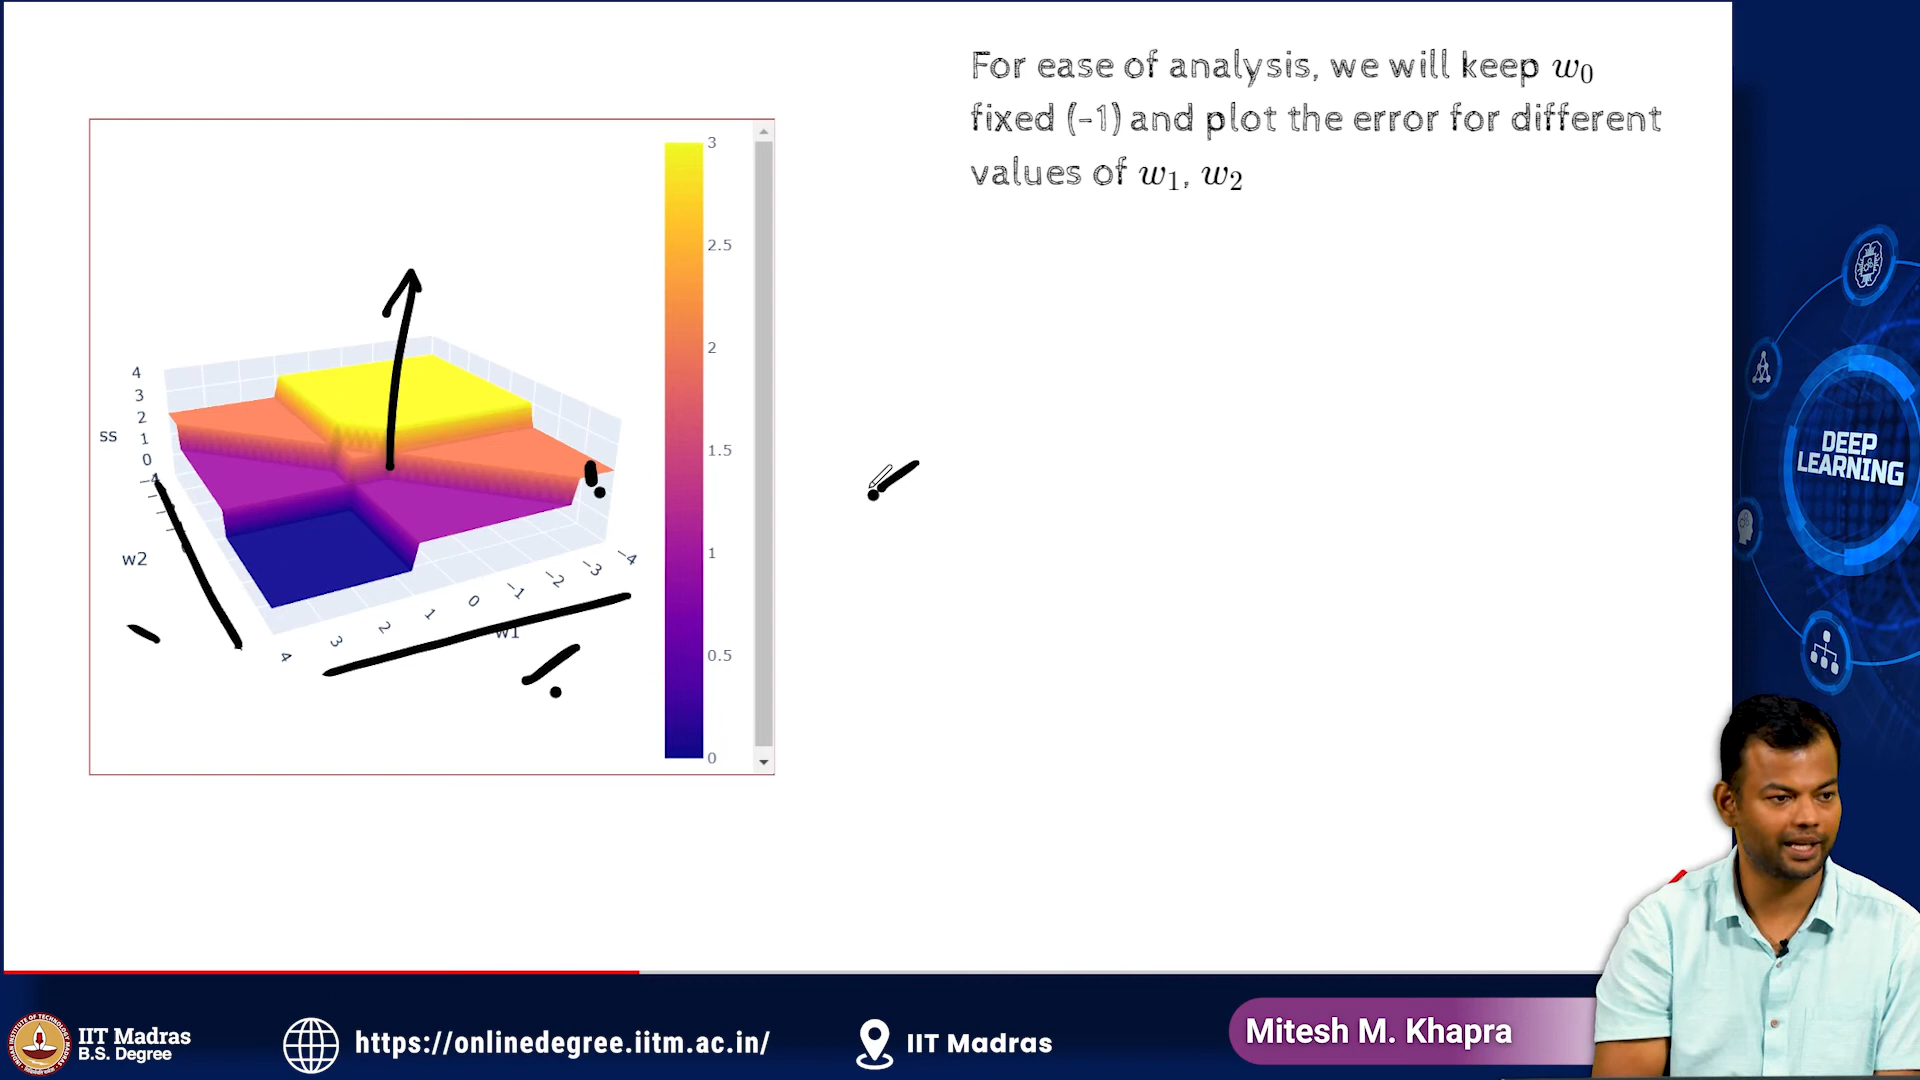 For ease of analysis, we will keep w0
fixed (-1) and plot the error for different
values of w1, w2
3
2.5
2
1.5
1
0.5
0
4
3
2
1
0
ss
w2
4
3
2
1
0
−1
−2
−3
−4
w1
DEEP
LEARNING
IIT Madras
B.S. Degree
https://onlinedegree.iitm.ac.in/
IIT Madras
Mitesh M. Khapra